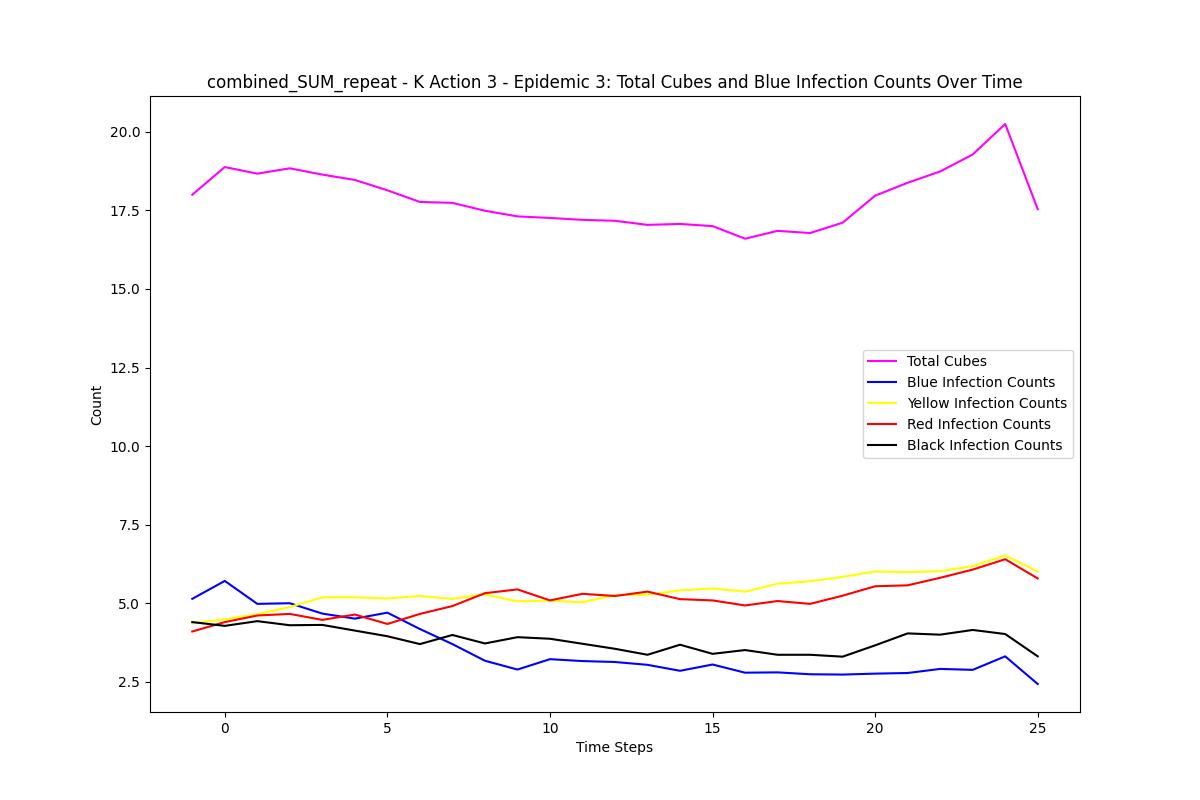 combined_SUM_repeat - K Action 3 - Epidemic 3: Total Cubes and Blue Infection Counts Over Time
20.0
17.5
15.0
12.5
10.0
7.5
5.0
2.5
Count
Total Cubes
Blue Infection Counts
Yellow Infection Counts
Red Infection Counts
Black Infection Counts
0 5 10 15 20 25
Time Steps